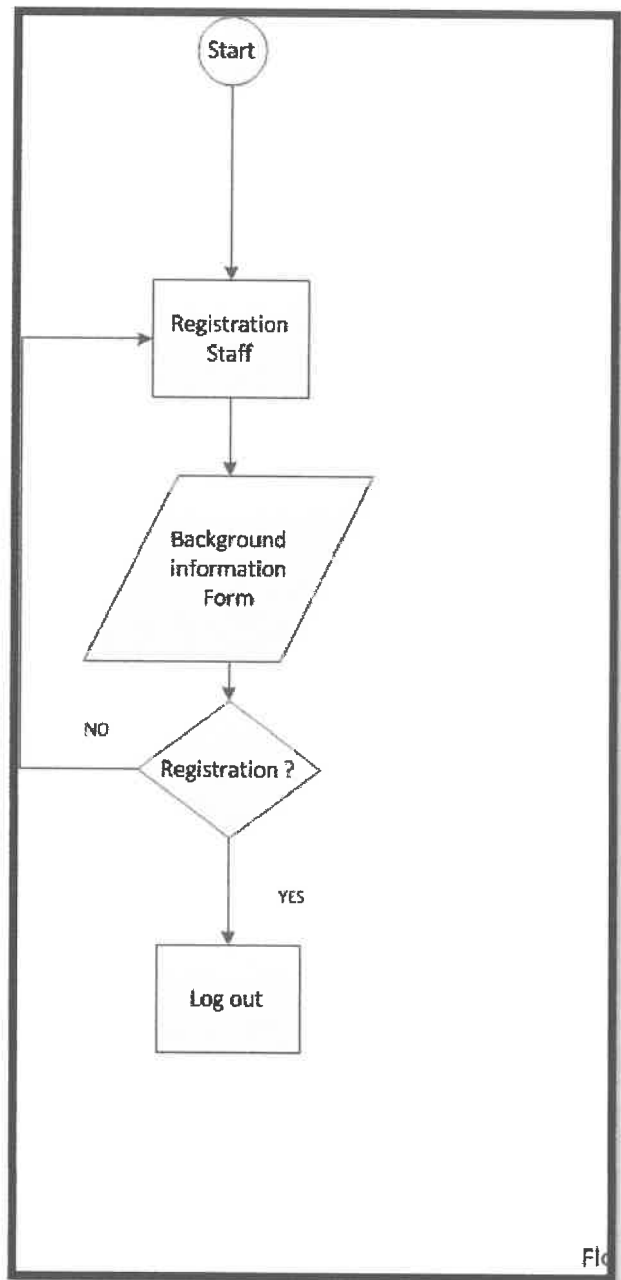 Start
Registration
Staff
Background
information
Form
NO
Registration ?
YES
Log out